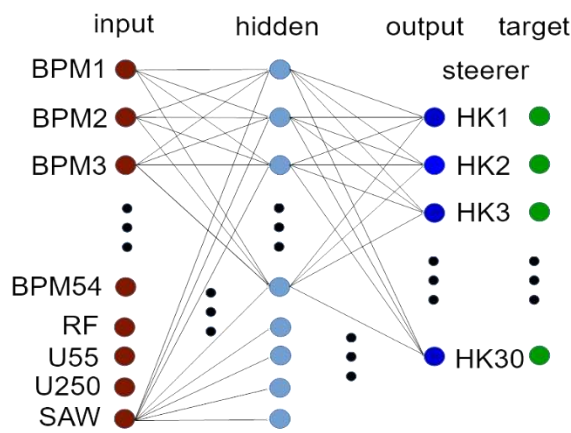 input hidden output target
steerer
BPM1
HK1
BPM2
HK2
BPM3
HK3
BPM54
RF
U55
HK30
U250
SAW